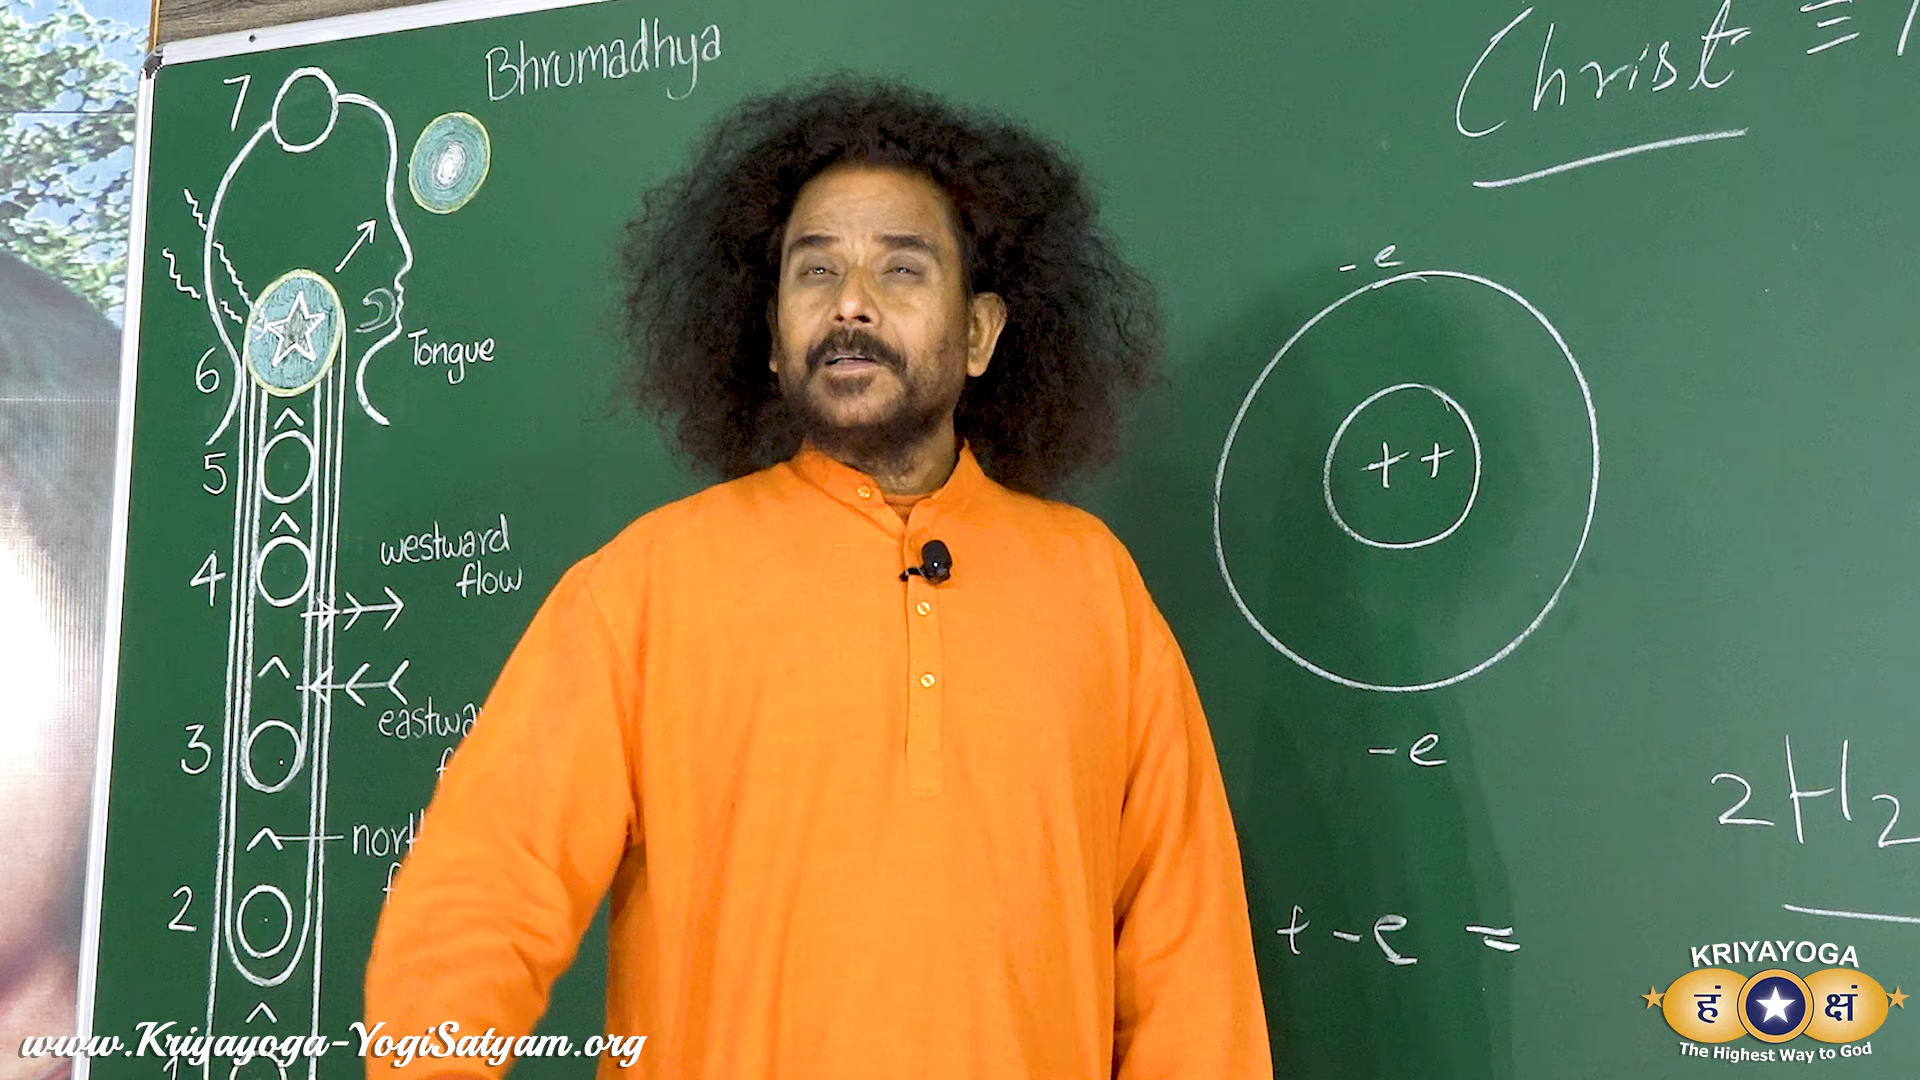 Bhrumadhya
Christ ≡
7
- e
Tongue
6
5
+ +
westward
flow
4
3
- e
2H2
2
+ - e =
KRIYAYOGA
हं क्षं
The Highest Way to God
www.Kriyayoga-YogiSatyam.org
1